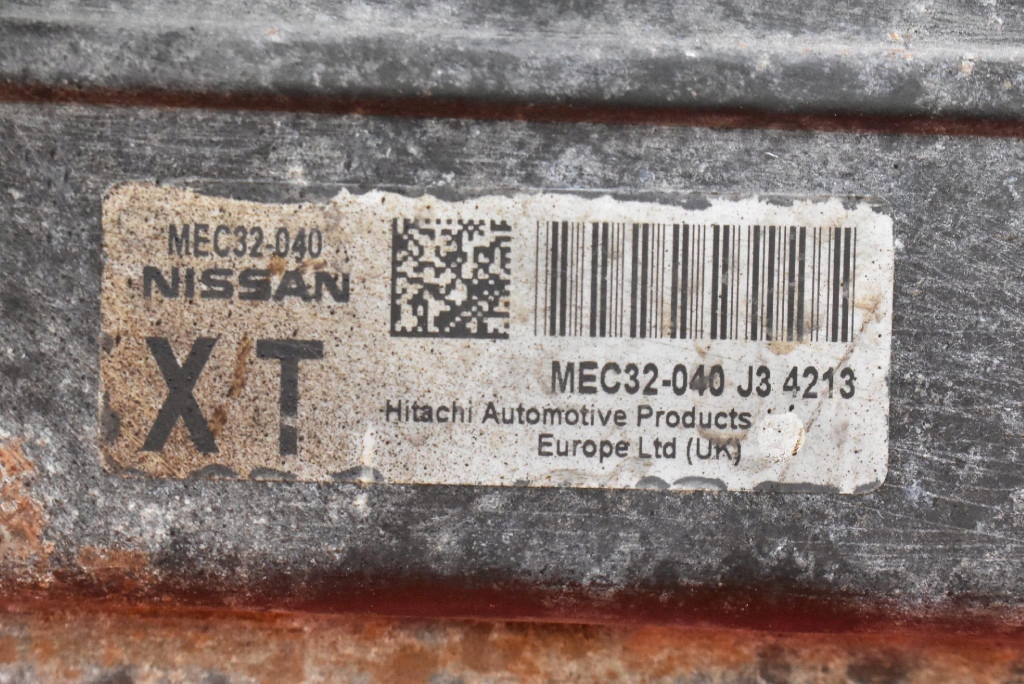 MEC32-040
NISSAN
XT
MEC32-040 J3 4213
Hitachi Automotive Products
Europe Ltd (UK)